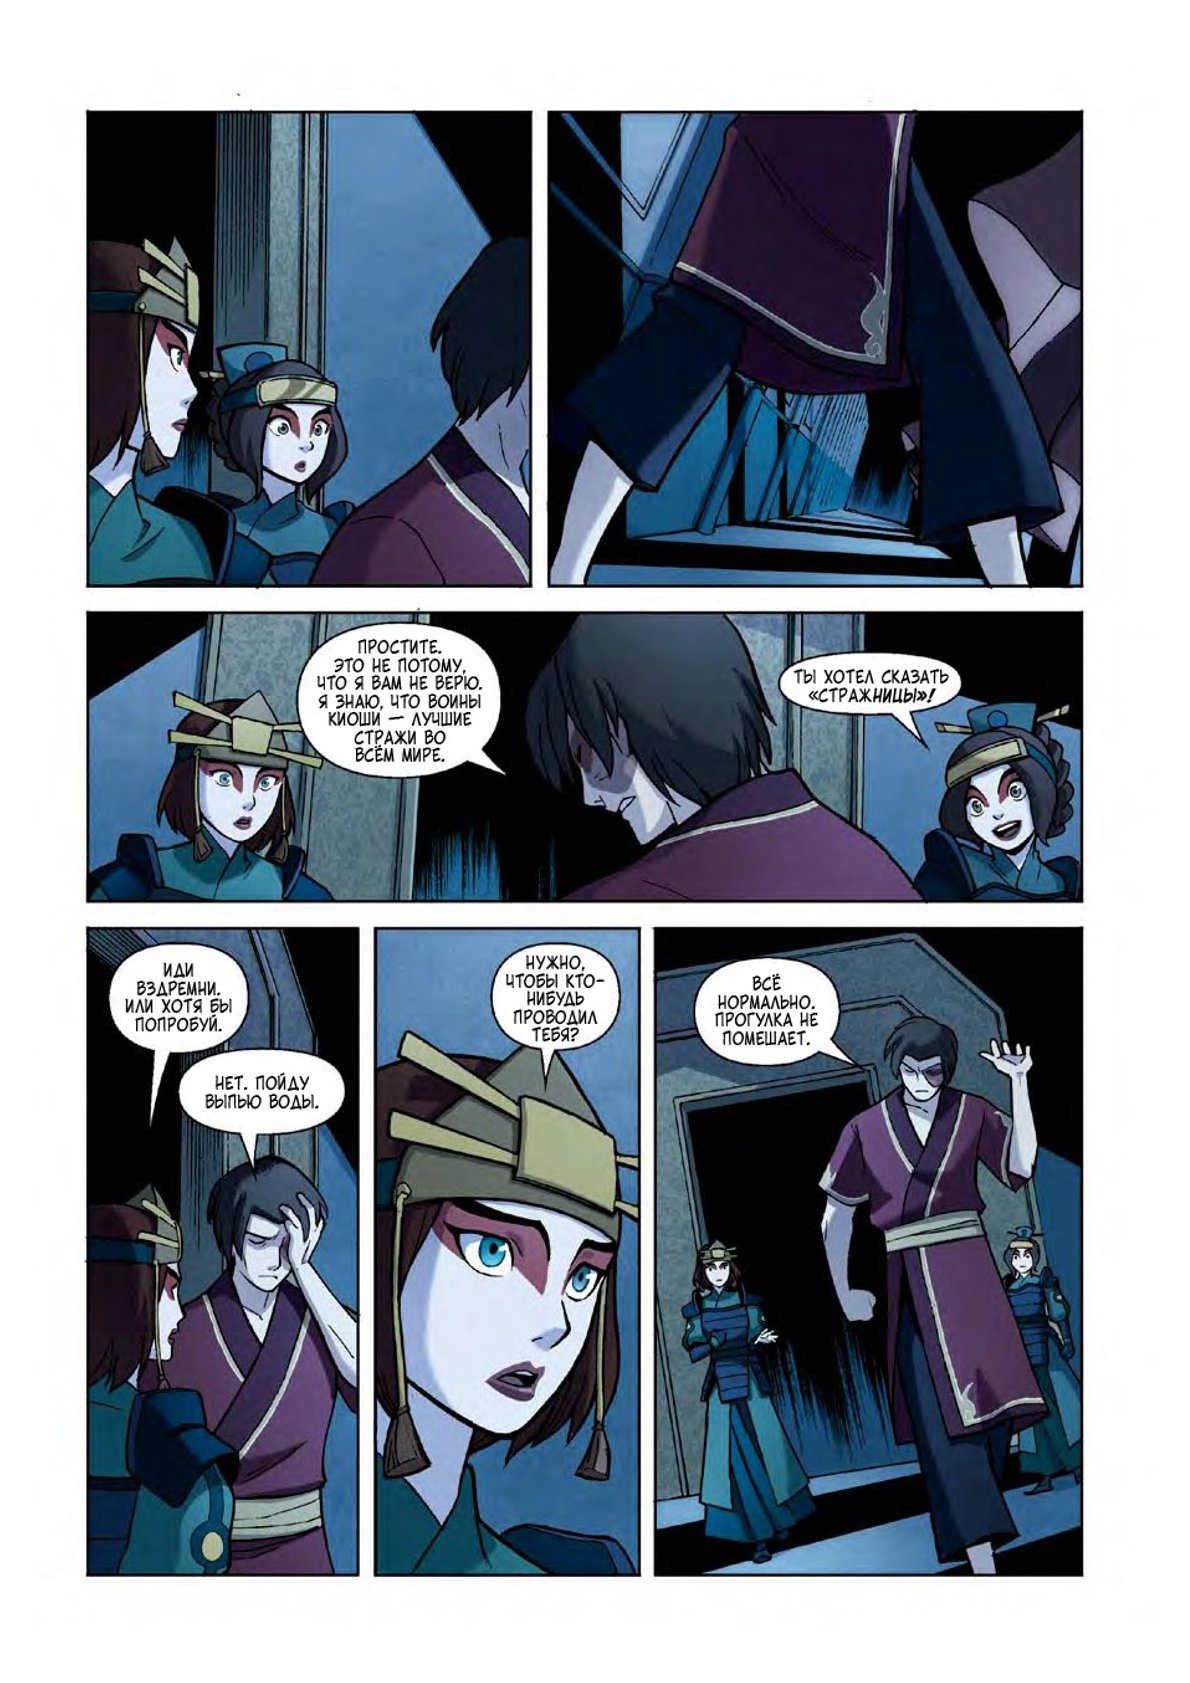 ПРОСТИТЕ.
ЭТО НЕ ПОТОМУ,
ЧТО Я ВАМ НЕ ВЕРЮ.
Я ЗНАЮ, ЧТО ВОИНЫ
КИОШИ — ЛУЧШИЕ
СТРАЖИ ВО
ВСЁМ МИРЕ.
ТЫ ХОТЕЛ СКАЗАТЬ
«СТРАЖНИЦЫ»!
ИДИ
ВЗДРЕМНИ.
ИЛИ ХОТЯ БЫ
ПОПРОБУЙ.
НЕТ. ПОЙДУ
ВЫПЬЮ ВОДЫ.
НУЖНО,
ЧТОБЫ КТО-
НИБУДЬ
ПРОВОДИЛ
ТЕБЯ?
ВСЁ
НОРМАЛЬНО.
ПРОГУЛКА НЕ
ПОМЕШАЕТ.